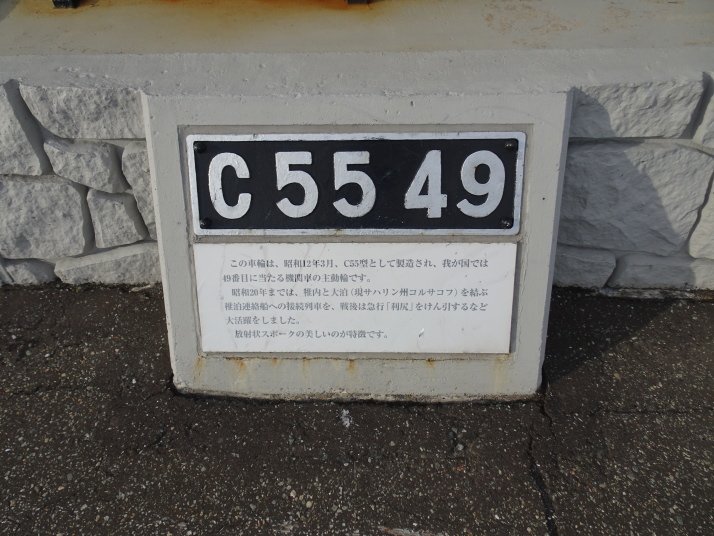 C 55 49
この車輪は、昭和12年3月、C55型として製造され、我が国では
49番目に当たる機関車の主動輪です。
昭和20年までは、稚内と大泊（現サハリン州コルサコフ）を結ぶ
稚泊連絡船への接続列車を、戦後は急行「利尻」をけん引するなど
大活躍をしました。
放射状スポークの美しいのが特徴です。